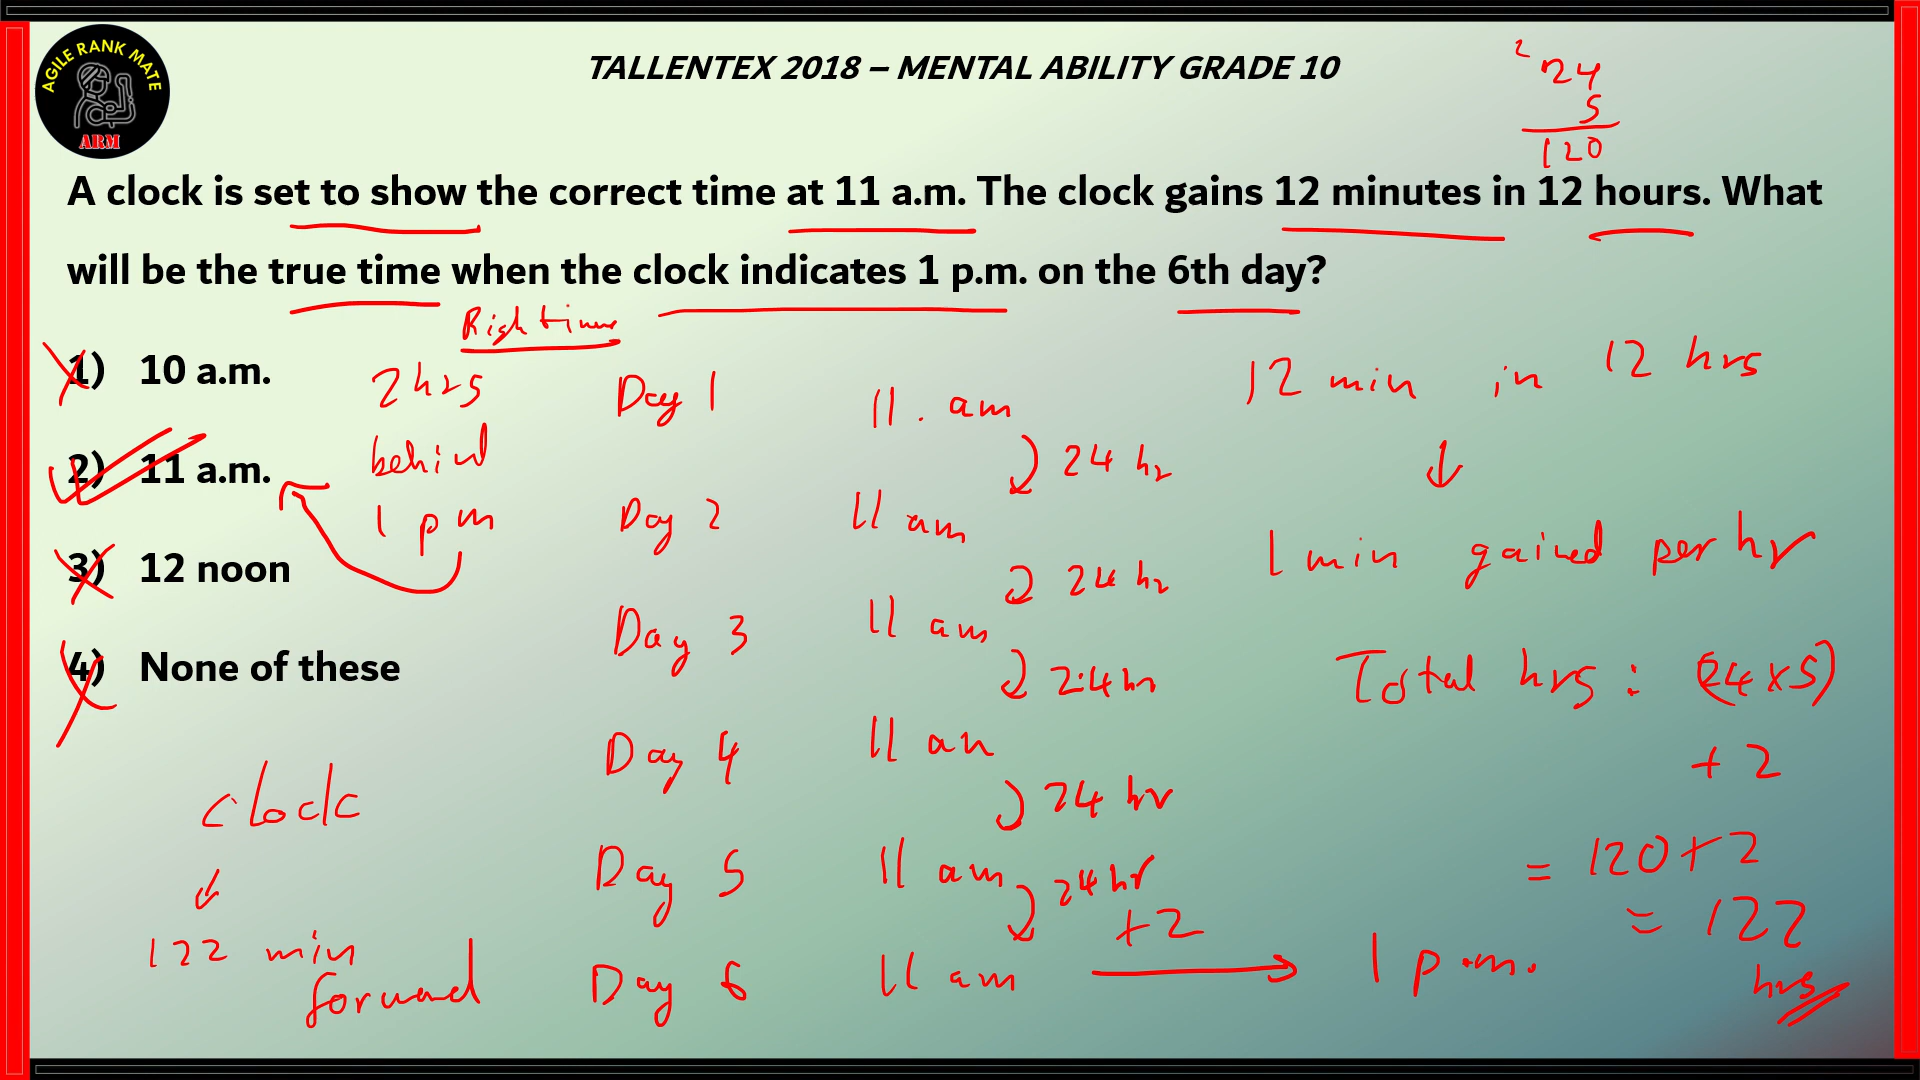 AGILE RANK MATE
ARM
TALLENTEX 2018 – MENTAL ABILITY GRADE 10
2
24
5
120
A clock is set to show the correct time at 11 a.m. The clock gains 12 minutes in 12 hours. What
will be the true time when the clock indicates 1 p.m. on the 6th day?
Righ time
1) 10 a.m.
2) 11 a.m.
3) 12 noon
4) None of these
2 hrs
behind
1 pm
clock
122 min
forward
Day 1 11. am
24 hr
Day 2 11 am
24 hr
Day 3 11 am
24 hr
Day 4 11 am
24 hr
Day 5 11 am
24 hr
+2
Day 6 11 am 1 p.m.
12 min in 12 hrs
1 min gained per hr
Total hrs : (24 x 5)
+ 2
= 120 + 2
= 122
hrs